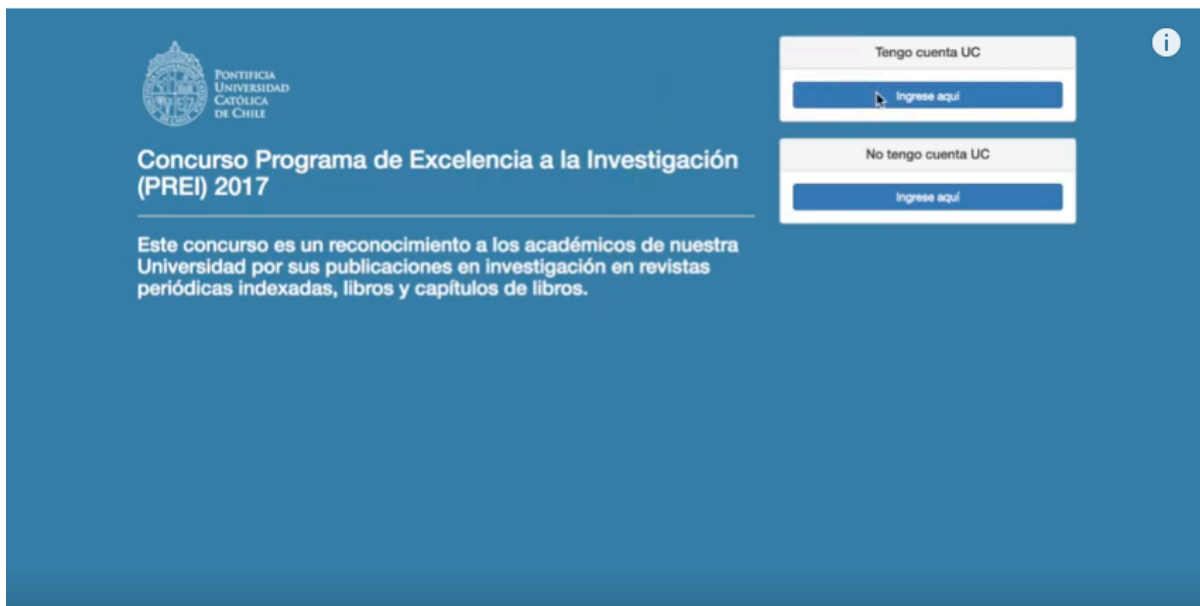 PONTIFICIA
UNIVERSIDAD
CATÓLICA
DE CHILE
Concurso Programa de Excelencia a la Investigación
(PREI) 2017
Este concurso es un reconocimiento a los académicos de nuestra
Universidad por sus publicaciones en investigación en revistas
periódicas indexadas, libros y capítulos de libros.
Tengo cuenta UC
Ingrese aquí
No tengo cuenta UC
Ingrese aquí